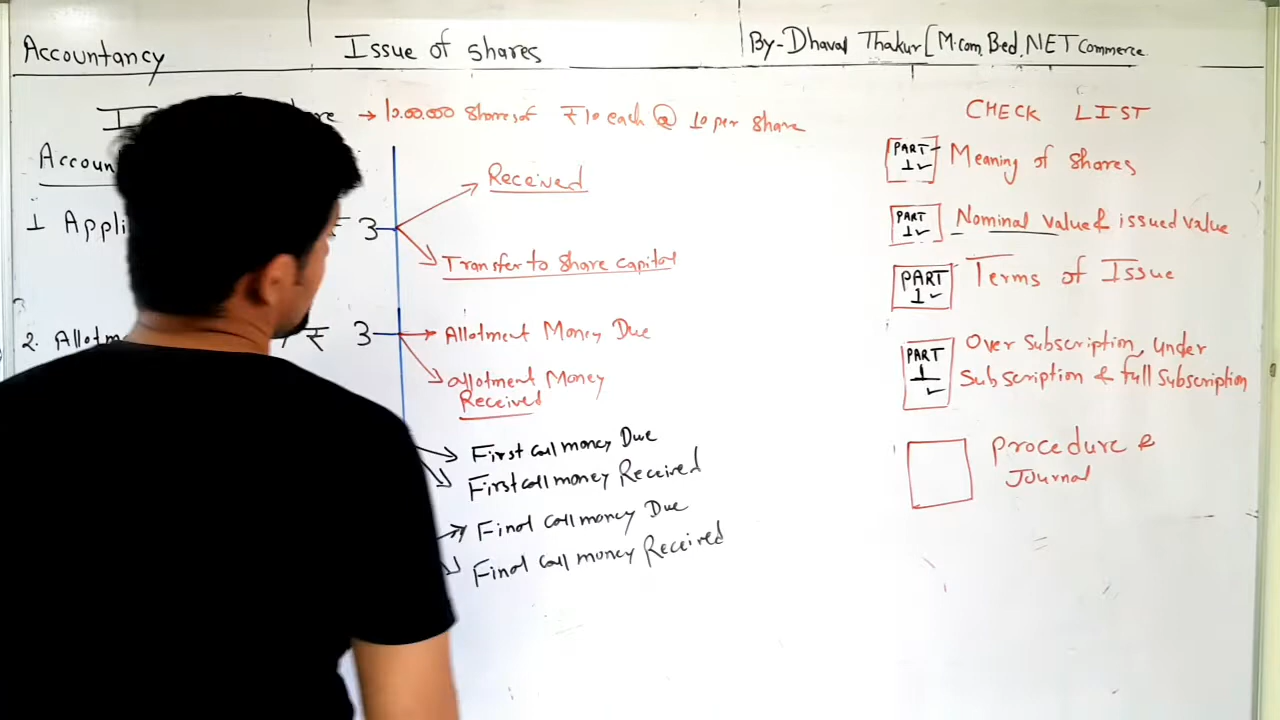 Accountancy
Issue of shares
By-Dhaval Thakur [M.com, Bed, NET Commerce
→ 10.00.000 Shares of ₹10 each @ 10 per share
Accoun
1 Appli
3
Received
Transfer to share capital
2. Allotm
₹ 3
Allotment Money Due
allotment Money
Received
First call money Due
First call money Received
Final call money Due
Final call money Received
CHECK LIST
PART
1✓
Meaning of shares
PART
1✓
Nominal value & issued value
PART
1✓
Terms of Issue
PART
1
✓
Over Subscription, under
Subscription & full subscription
procedure &
Journal